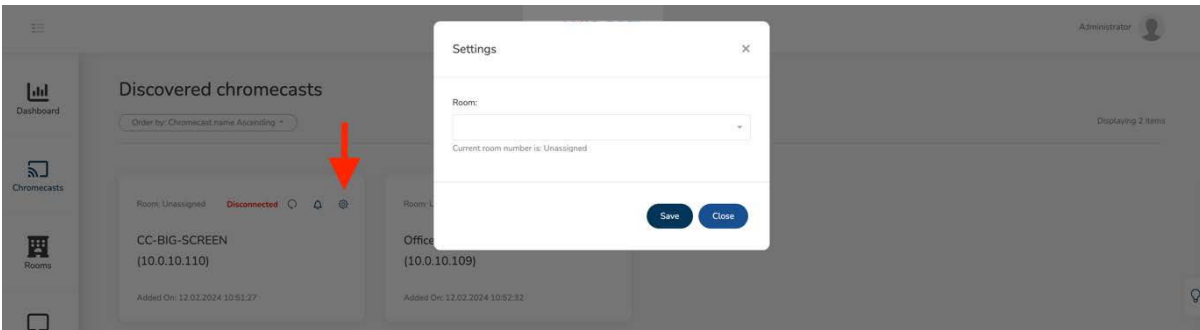 Administrator
Settings
×
Dashboard
Discovered chromecasts
Order by: Chromecast name Ascending
Displaying 2 items
Room:
Current room number is: Unassigned
Chromecasts
Room: Unassigned Disconnected
Room:
Save Close
CC-BIG-SCREEN
(10.0.10.110)
Office
(10.0.10.109)
Rooms
Added On: 12.02.2024 10:51:27
Added On: 12.02.2024 10:52:32